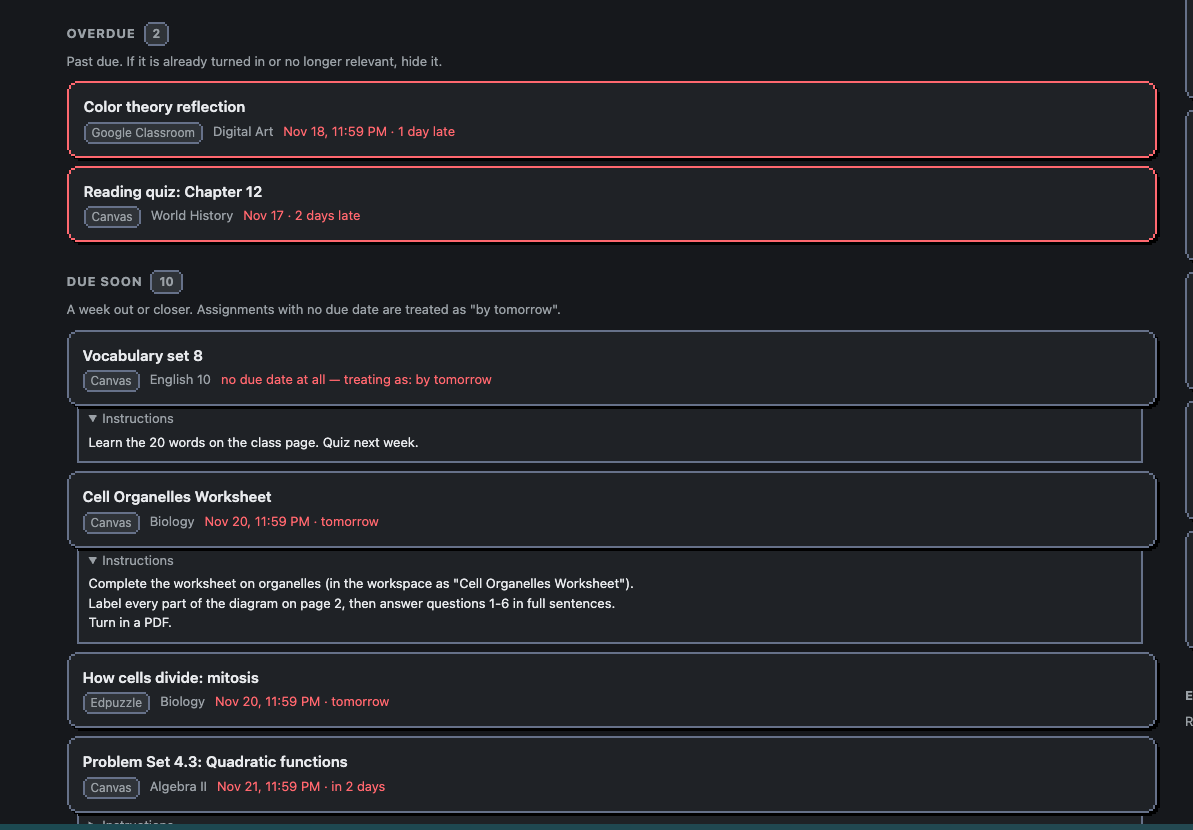 OVERDUE 2
Past due. If it is already turned in or no longer relevant, hide it.
Color theory reflection
Google Classroom Digital Art Nov 18, 11:59 PM · 1 day late
Reading quiz: Chapter 12
Canvas World History Nov 17 · 2 days late
DUE SOON 10
A week out or closer. Assignments with no due date are treated as "by tomorrow".
Vocabulary set 8
Canvas English 10 no due date at all — treating as: by tomorrow
▼ Instructions
Learn the 20 words on the class page. Quiz next week.
Cell Organelles Worksheet
Canvas Biology Nov 20, 11:59 PM · tomorrow
▼ Instructions
Complete the worksheet on organelles (in the workspace as "Cell Organelles Worksheet").
Label every part of the diagram on page 2, then answer questions 1-6 in full sentences.
Turn in a PDF.
How cells divide: mitosis
Edpuzzle Biology Nov 20, 11:59 PM · tomorrow
Problem Set 4.3: Quadratic functions
Canvas Algebra II Nov 21, 11:59 PM · in 2 days